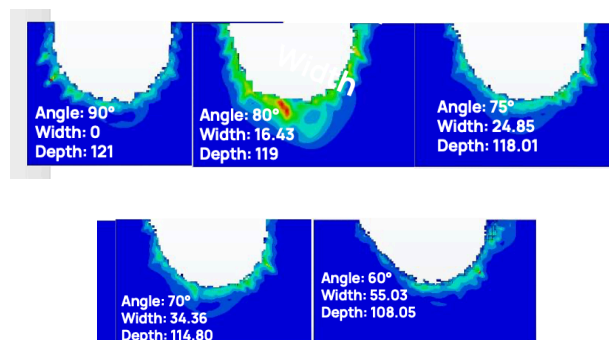 Width
Angle: 90°
Width: 0
Depth: 121
Angle: 80°
Width: 16.43
Depth: 119
Angle: 75°
Width: 24.85
Depth: 118.01
Angle: 70°
Width: 34.36
Depth: 114.80
Angle: 60°
Width: 55.03
Depth: 108.05